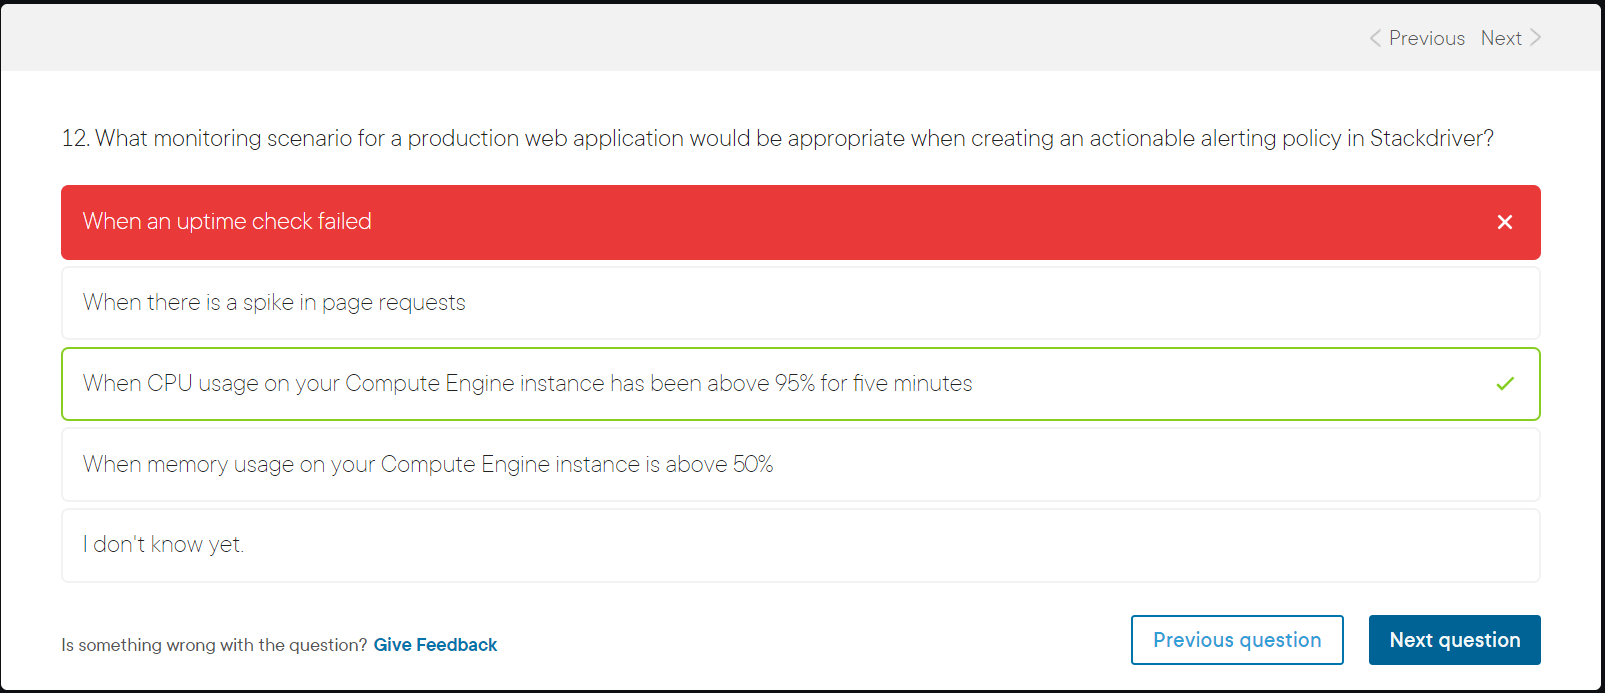 Previous Next
12. What monitoring scenario for a production web application would be appropriate when creating an actionable alerting policy in Stackdriver?
When an uptime check failed
When there is a spike in page requests
When CPU usage on your Compute Engine instance has been above 95% for five minutes
When memory usage on your Compute Engine instance is above 50%
I don't know yet.
Is something wrong with the question? Give Feedback
Previous question Next question